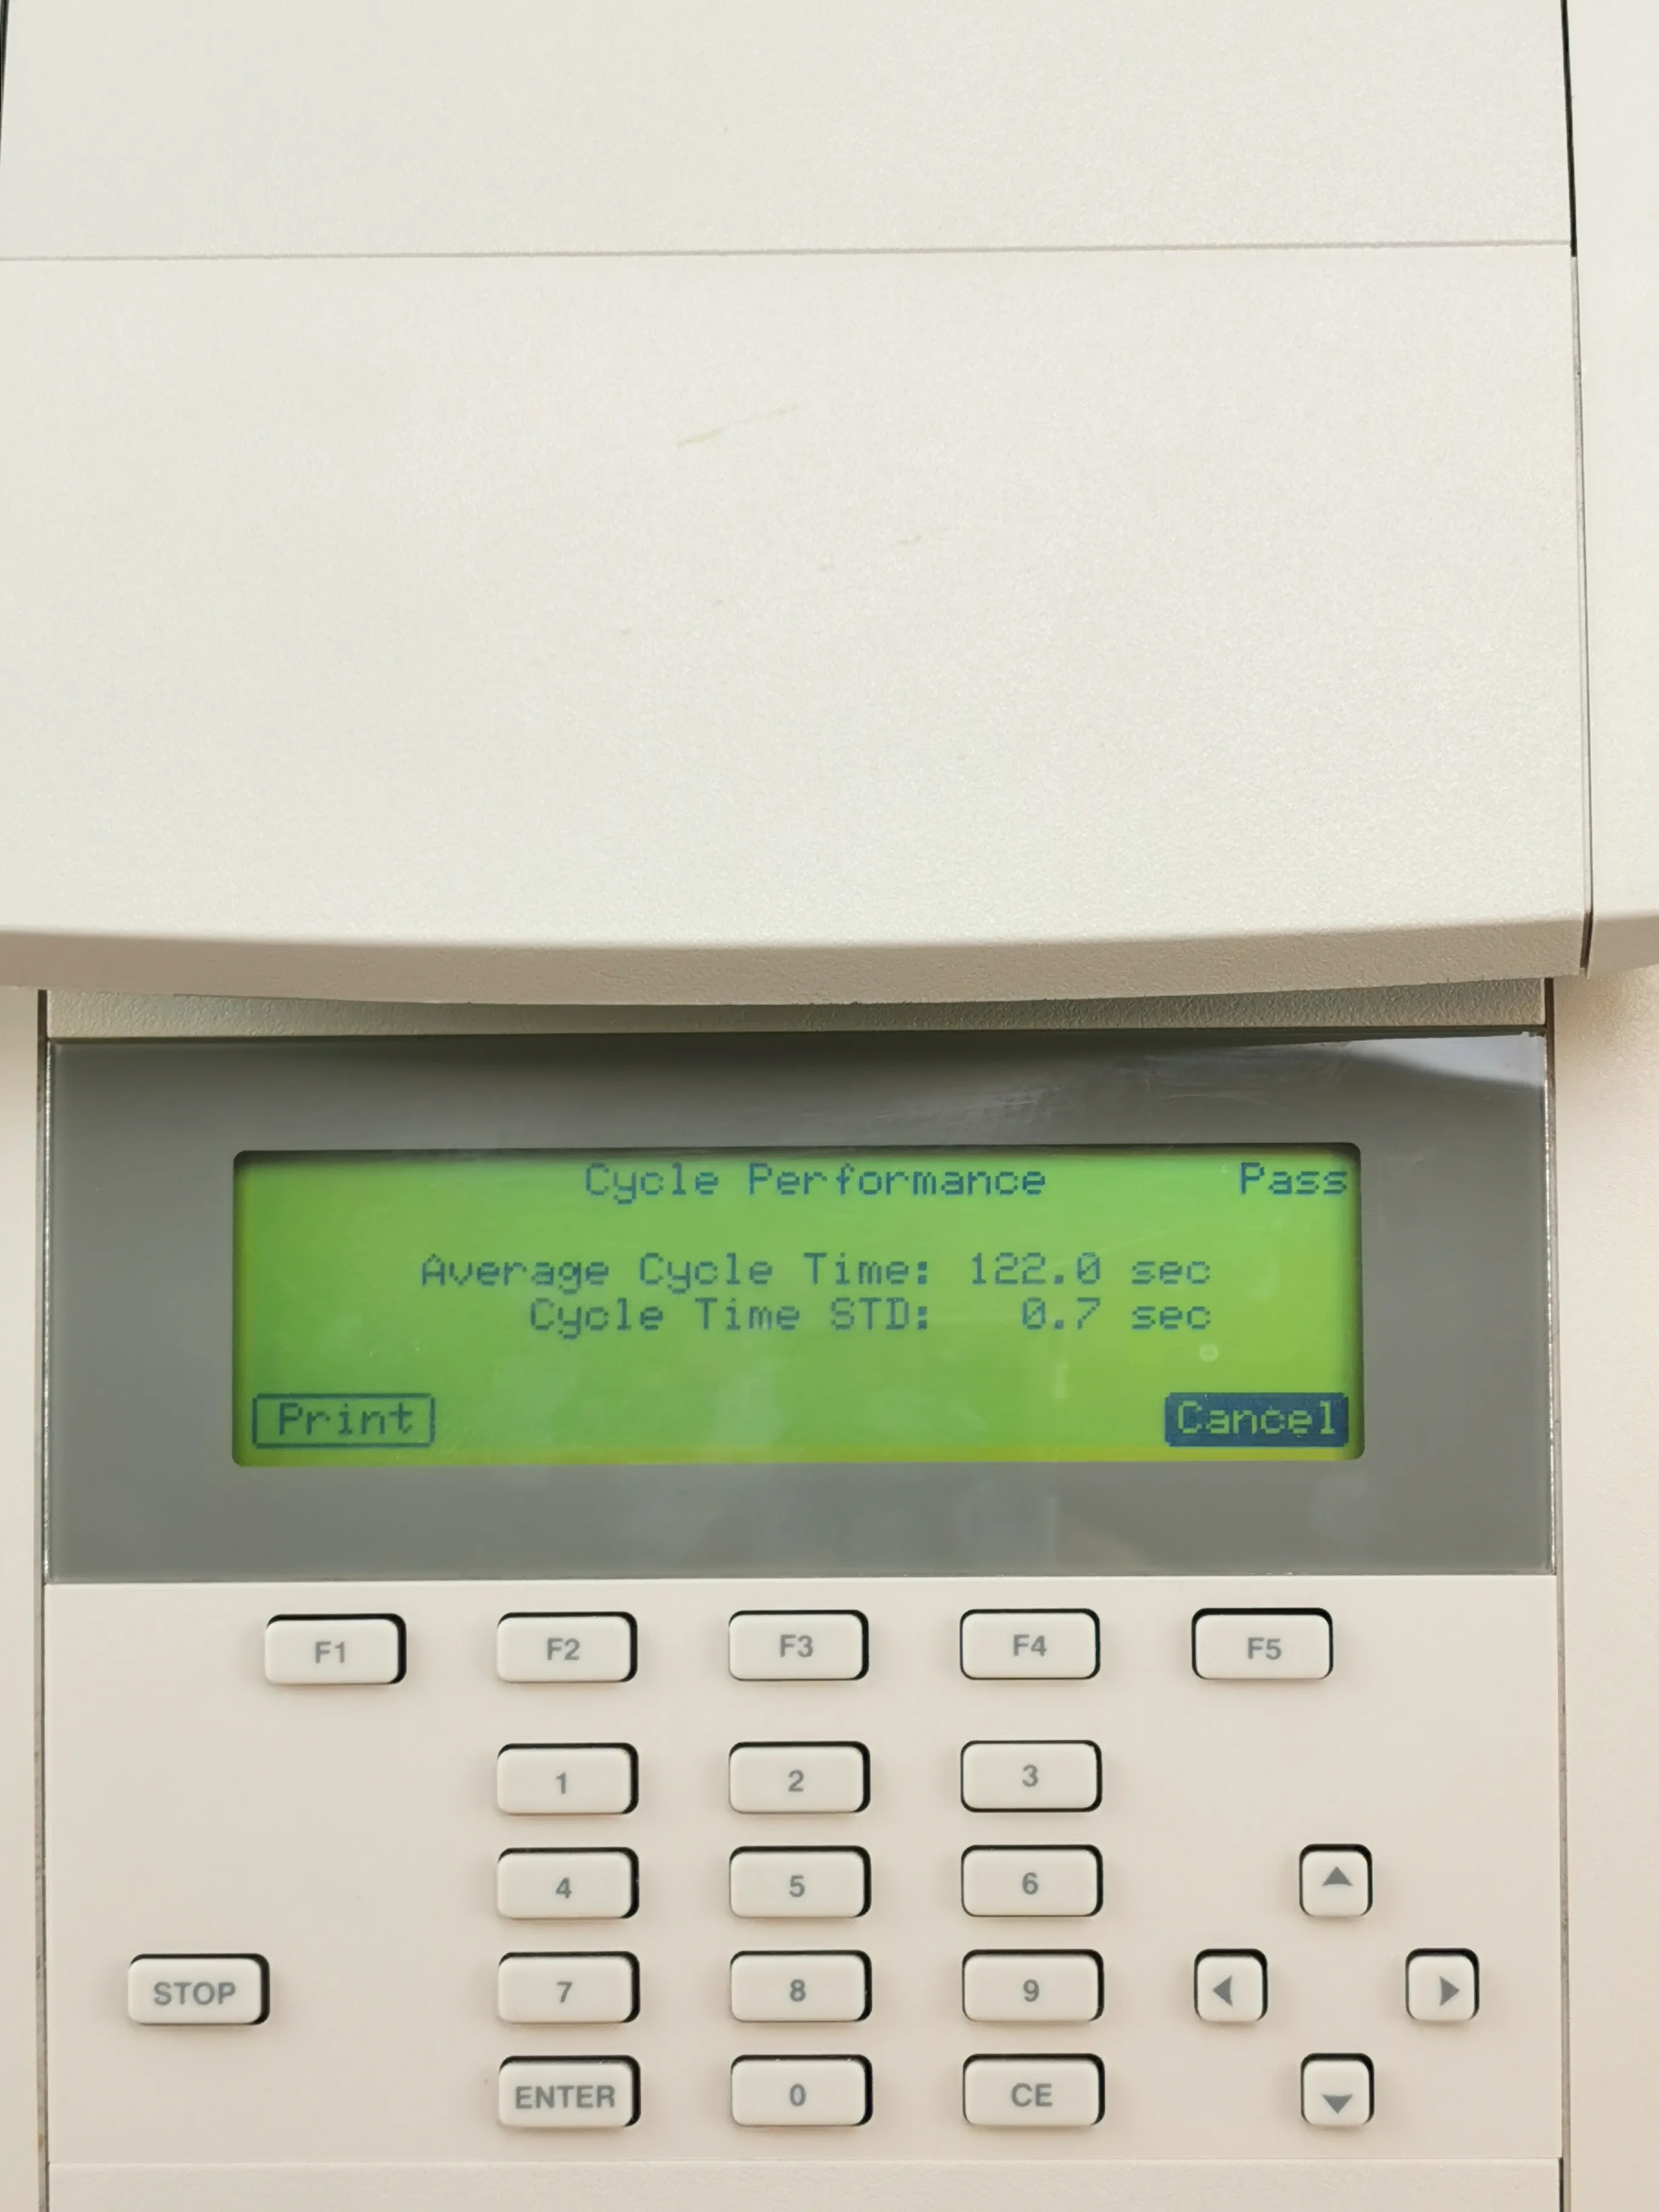 Cycle Performance Pass
Average Cycle Time: 122.0 sec
Cycle Time STD: 0.7 sec
Print Cancel
F1 F2 F3 F4 F5
1 2 3
4 5 6
STOP 7 8 9
ENTER 0 CE